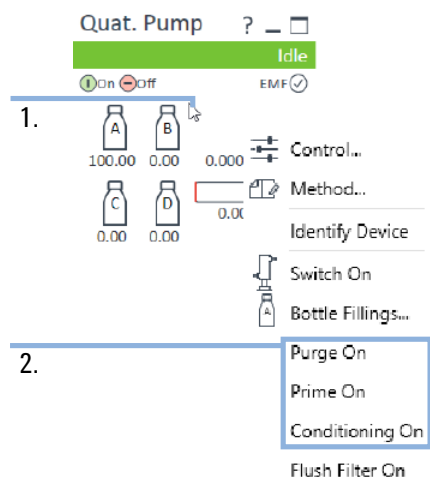 Quat. Pump ? 
Idle
On Off EMF
1.
A B
100.00 0.00 0.000
Control...
C D
Method...
0.00 0.00
Identify Device
Switch On
A
Bottle Fillings...
2.
Purge On
Prime On
Conditioning On
Flush Filter On